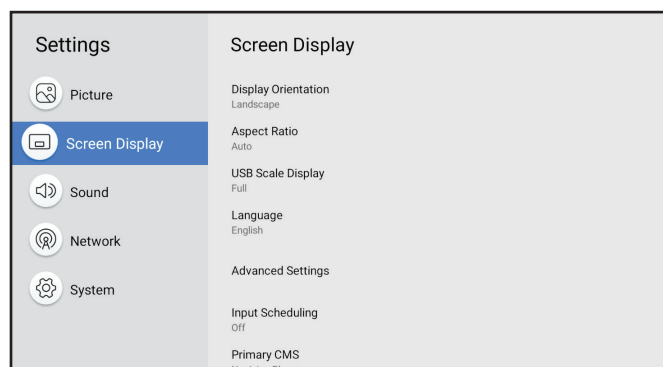 Settings
Picture
Screen Display
Sound
Network
System
Screen Display
Display Orientation
Landscape
Aspect Ratio
Auto
USB Scale Display
Full
Language
English
Advanced Settings
Input Scheduling
Off
Primary CMS